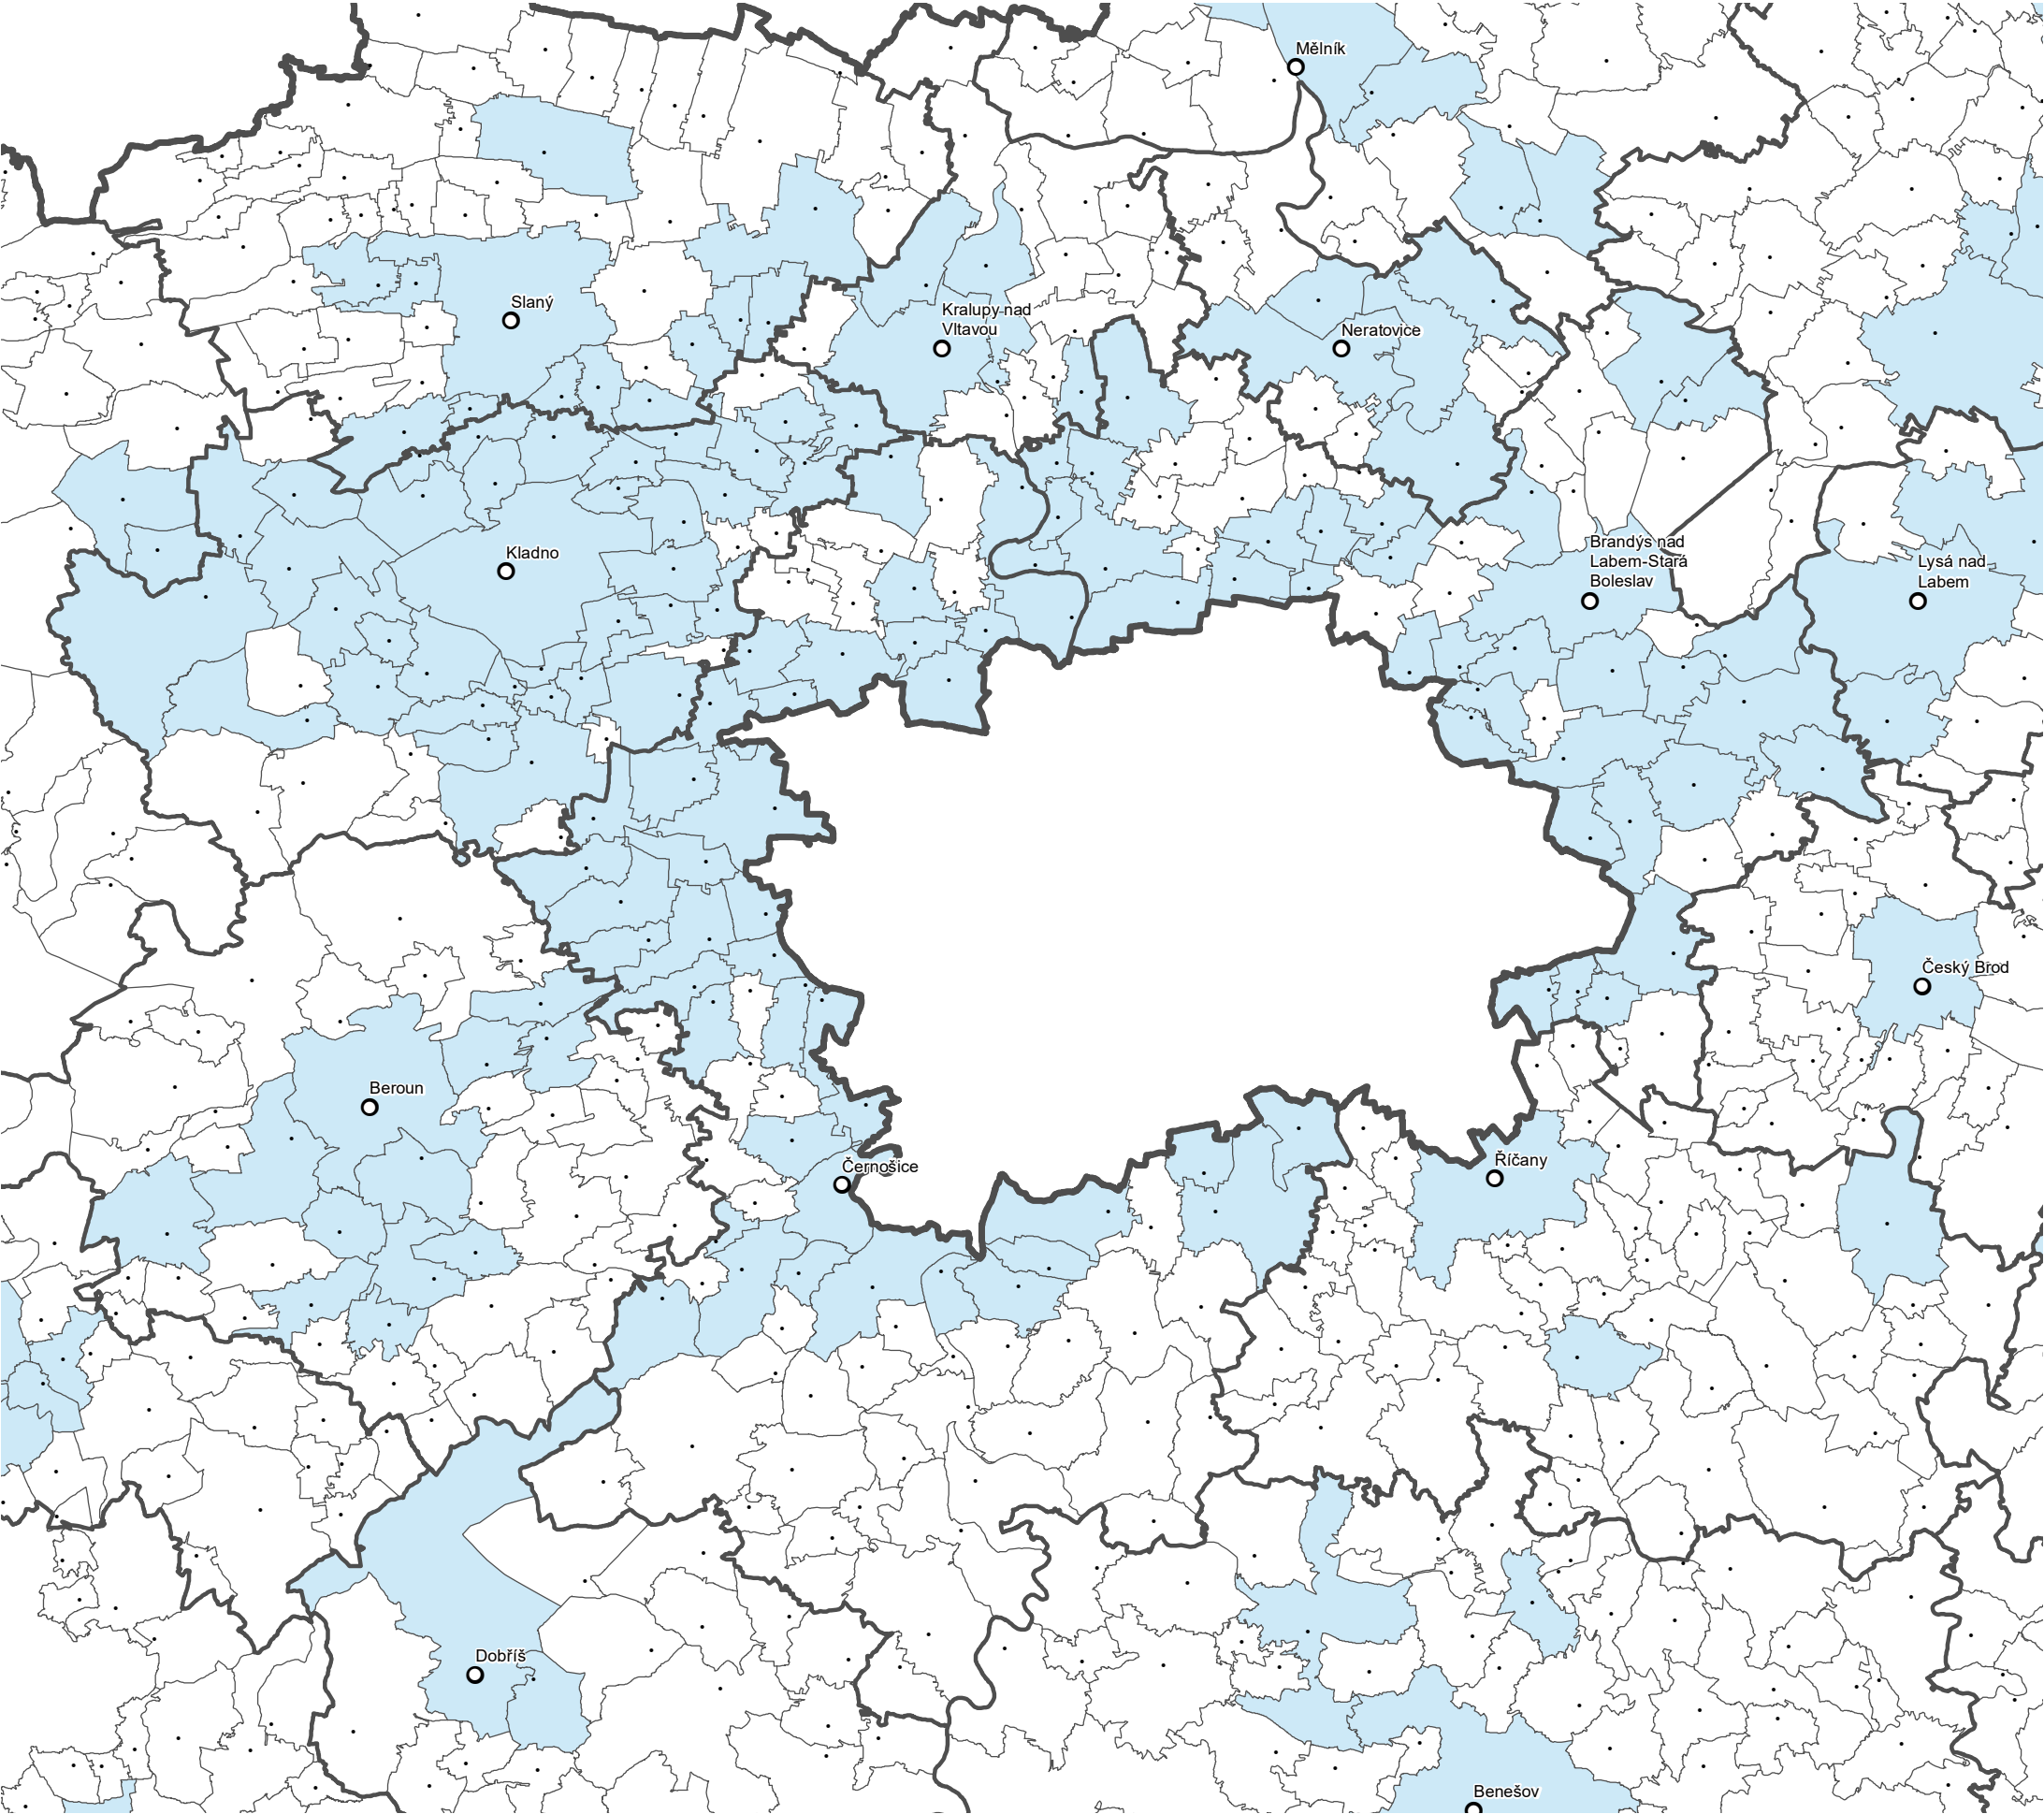 Mělník
Slaný
Kralupy nad
Vltavou
Neratovice
Kladno
Brandýs nad
Labem-Stará
Boleslav
Lysá nad
Labem
Český Brod
Beroun
Černošice
Říčany
Dobříš
Benešov